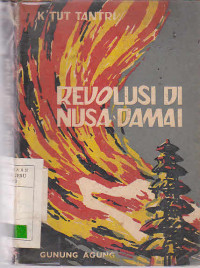 K'TUT TANTRI
REVOLUSI DI
NUSA DAMAI
GUNUNG AGUNG